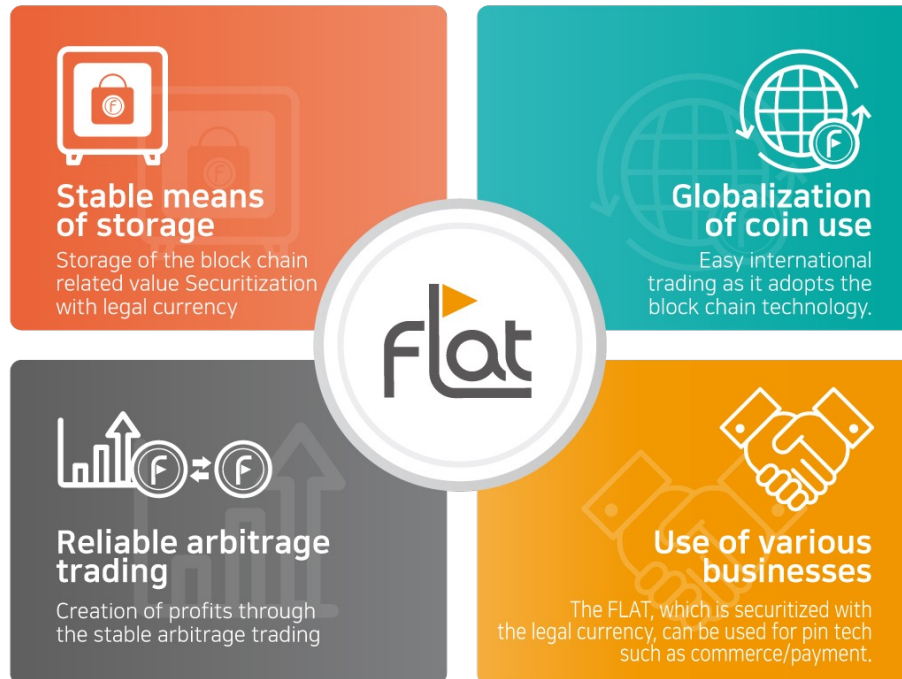 Stable means
of storage
Storage of the block chain
related value Securitization
with legal currency
Globalization
of coin use
Easy international
trading as it adopts the
block chain technology.
flat
Reliable arbitrage
trading
Creation of profits through
the stable arbitrage trading
Use of various
businesses
The FLAT, which is securitized with
the legal currency, can be used for pin tech
such as commerce/payment.